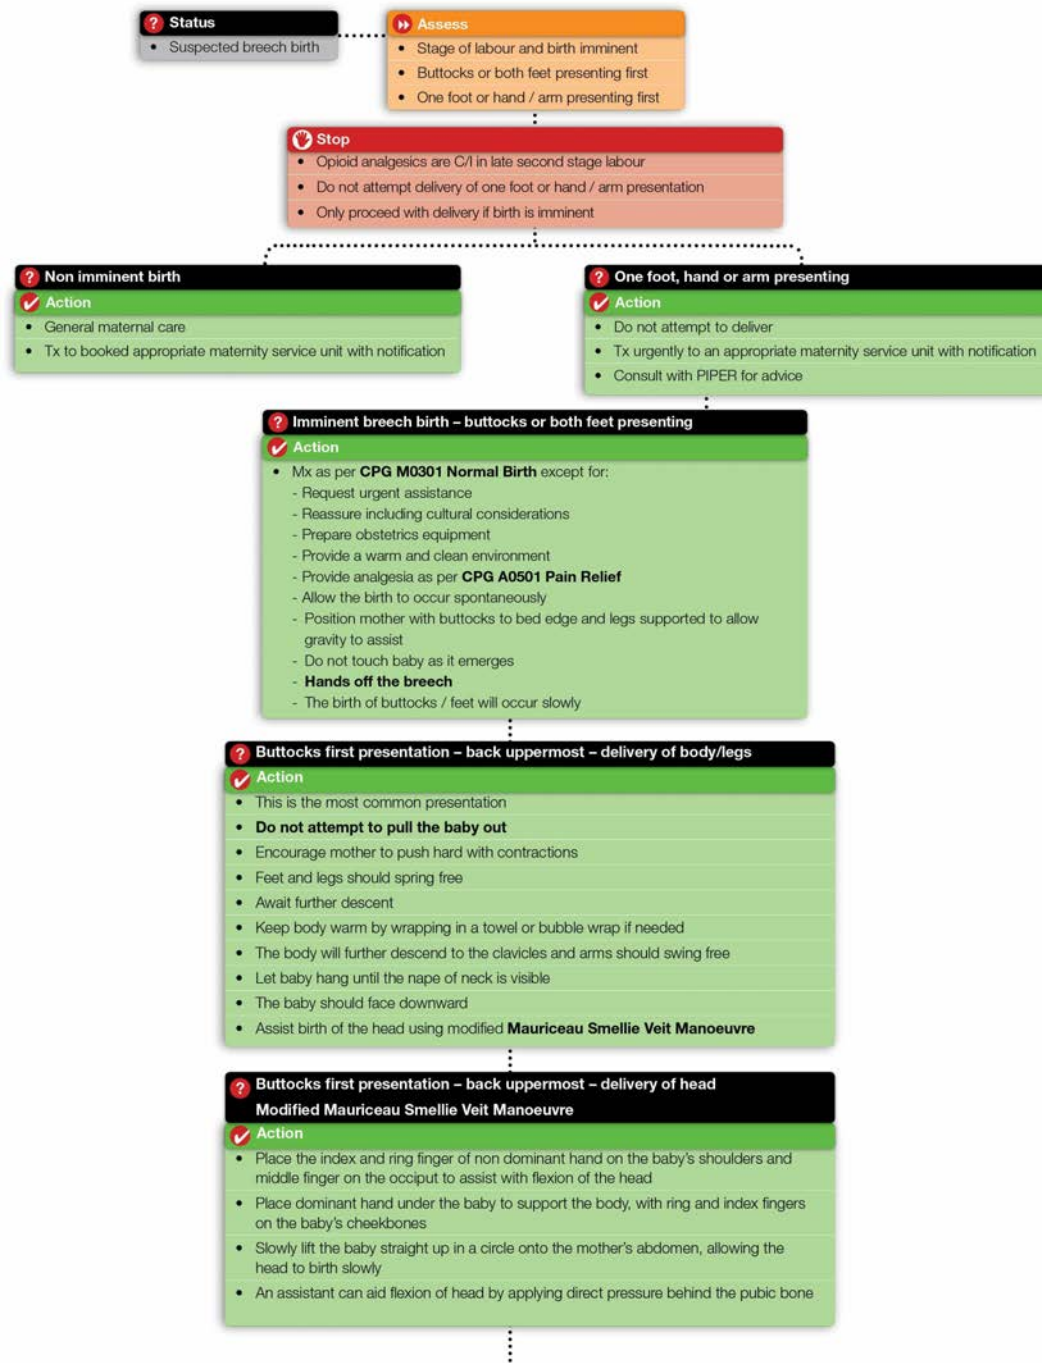 Status
• Suspected breech birth
Assess
• Stage of labour and birth imminent
• Buttocks or both feet presenting first
• One foot or hand / arm presenting first
Stop
• Opioid analgesics are C/I in late second stage labour
• Do not attempt delivery of one foot or hand / arm presentation
• Only proceed with delivery if birth is imminent
Non imminent birth
Action
• General maternal care
• Tx to booked appropriate maternity service unit with notification
One foot, hand or arm presenting
Action
• Do not attempt to deliver
• Tx urgently to an appropriate maternity service unit with notification
• Consult with PIPER for advice
Imminent breech birth – buttocks or both feet presenting
Action
• Mx as per CPG M0301 Normal Birth except for:
- Request urgent assistance
- Reassure including cultural considerations
- Prepare obstetrics equipment
- Provide a warm and clean environment
- Provide analgesia as per CPG A0501 Pain Relief
- Allow the birth to occur spontaneously
- Position mother with buttocks to bed edge and legs supported to allow
gravity to assist
- Do not touch baby as it emerges
- Hands off the breech
- The birth of buttocks / feet will occur slowly
Buttocks first presentation – back uppermost – delivery of body/legs
Action
• This is the most common presentation
• Do not attempt to pull the baby out
• Encourage mother to push hard with contractions
• Feet and legs should spring free
• Await further descent
• Keep body warm by wrapping in a towel or bubble wrap if needed
• The body will further descend to the clavicles and arms should swing free
• Let baby hang until the nape of neck is visible
• The baby should face downward
• Assist birth of the head using modified Mauriceau Smellie Veit Manoeuvre
Buttocks first presentation – back uppermost – delivery of head
Modified Mauriceau Smellie Veit Manoeuvre
Action
• Place the index and ring finger of non dominant hand on the baby's shoulders and
middle finger on the occiput to assist with flexion of the head
• Place dominant hand under the baby to support the body, with ring and index fingers
on the baby's cheekbones
• Slowly lift the baby straight up in a circle onto the mother's abdomen, allowing the
head to birth slowly
• An assistant can aid flexion of head by applying direct pressure behind the pubic bone